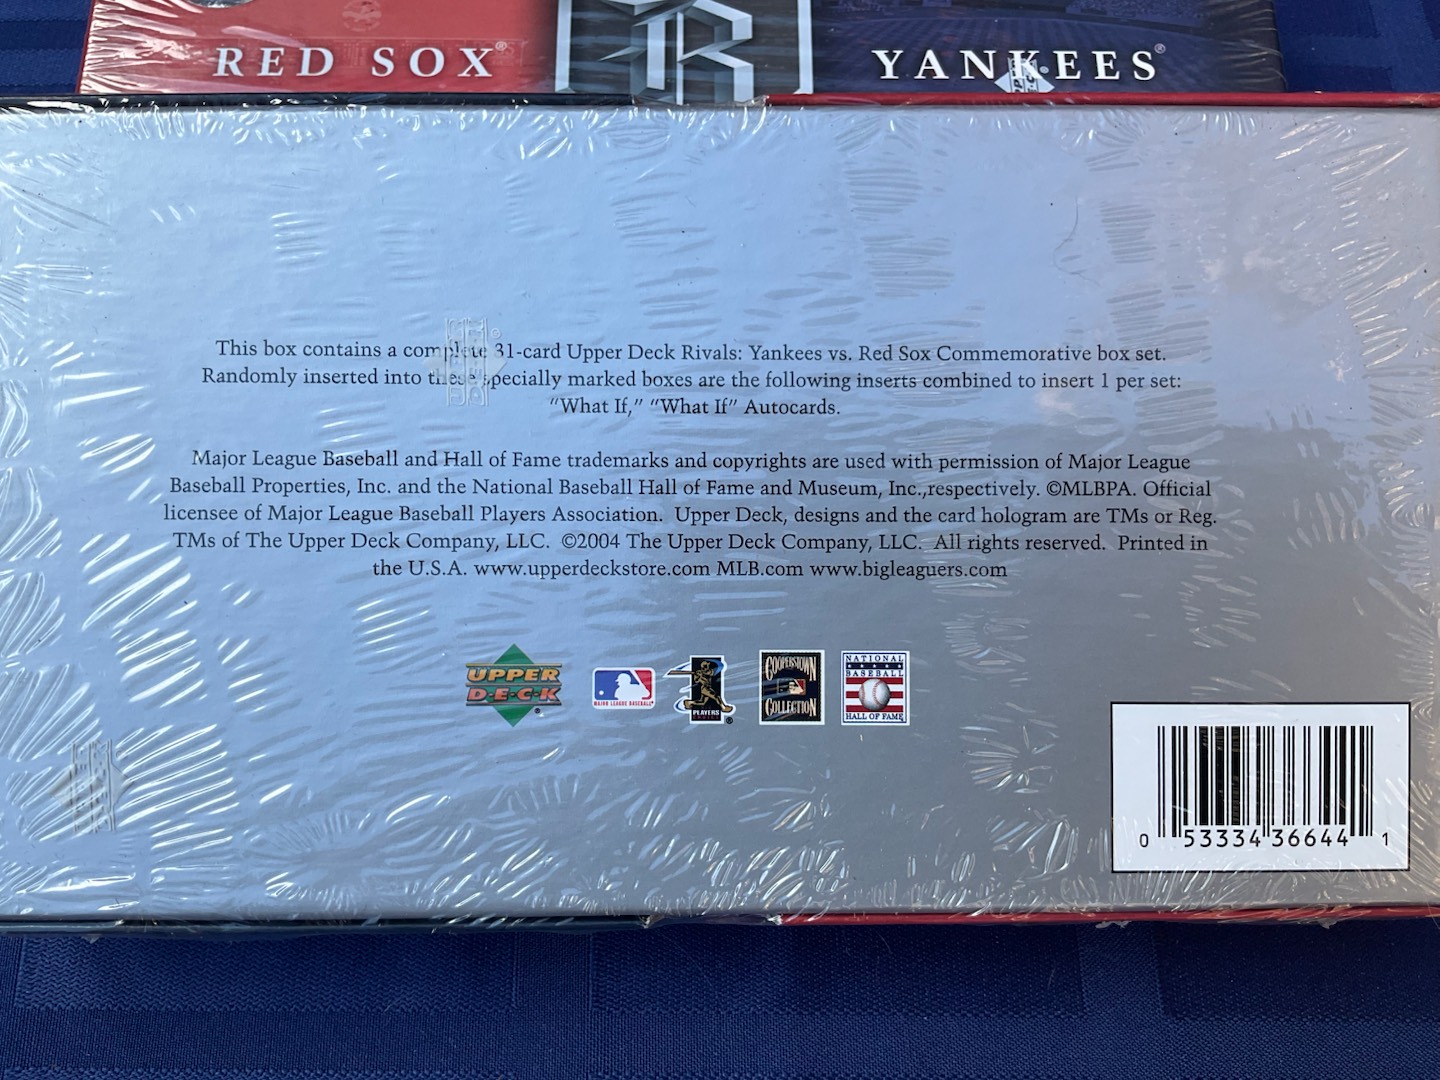 RED SOX®
R
YANKEES®
This box contains a complete 31-card Upper Deck Rivals: Yankees vs. Red Sox Commemorative box set.
Randomly inserted into these specially marked boxes are the following inserts combined to insert 1 per set:
“What If,” “What If” Autocards.
Major League Baseball and Hall of Fame trademarks and copyrights are used with permission of Major League
Baseball Properties, Inc. and the National Baseball Hall of Fame and Museum, Inc.,respectively. ©MLBPA. Official
licensee of Major League Baseball Players Association. Upper Deck, designs and the card hologram are TMs or Reg.
TMs of The Upper Deck Company, LLC. ©2004 The Upper Deck Company, LLC. All rights reserved. Printed in
the U.S.A. www.upperdeckstore.com MLB.com www.bigleaguers.com
UPPER
D·E·C·K
MAJOR LEAGUE BASEBALL
PLAYERS
CHOICE
®
COOPERSTOWN
COLLECTION
NATIONAL
BASEBALL
HALL OF FAME
0 53334 36644 1